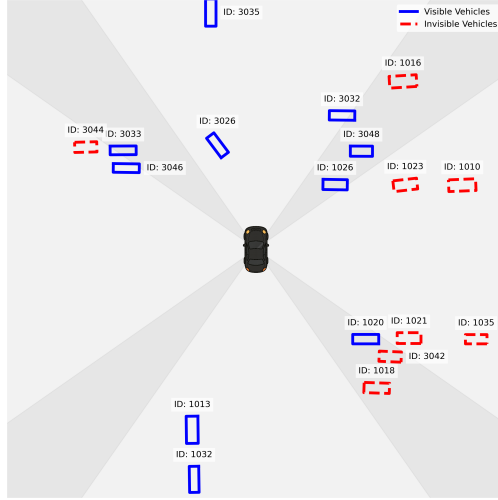 Visible Vehicles
Invisible Vehicles
ID: 3035
ID: 1016
ID: 3032
ID: 3026
ID: 3044
ID: 3033
ID: 3048
ID: 3046
ID: 1026
ID: 1023
ID: 1010
ID: 1020
ID: 1021
ID: 1035
ID: 3042
ID: 1018
ID: 1013
ID: 1032